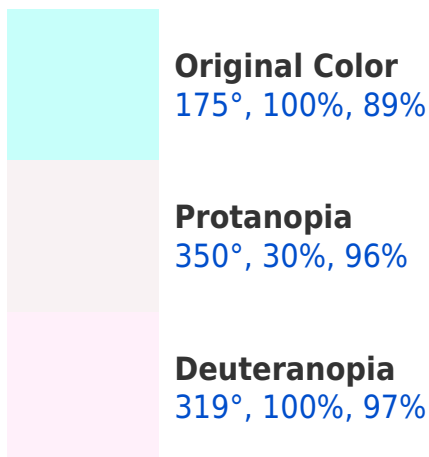 Original Color
175°, 100%, 89%
Protanopia
350°, 30%, 96%
Deuteranopia
319°, 100%, 97%